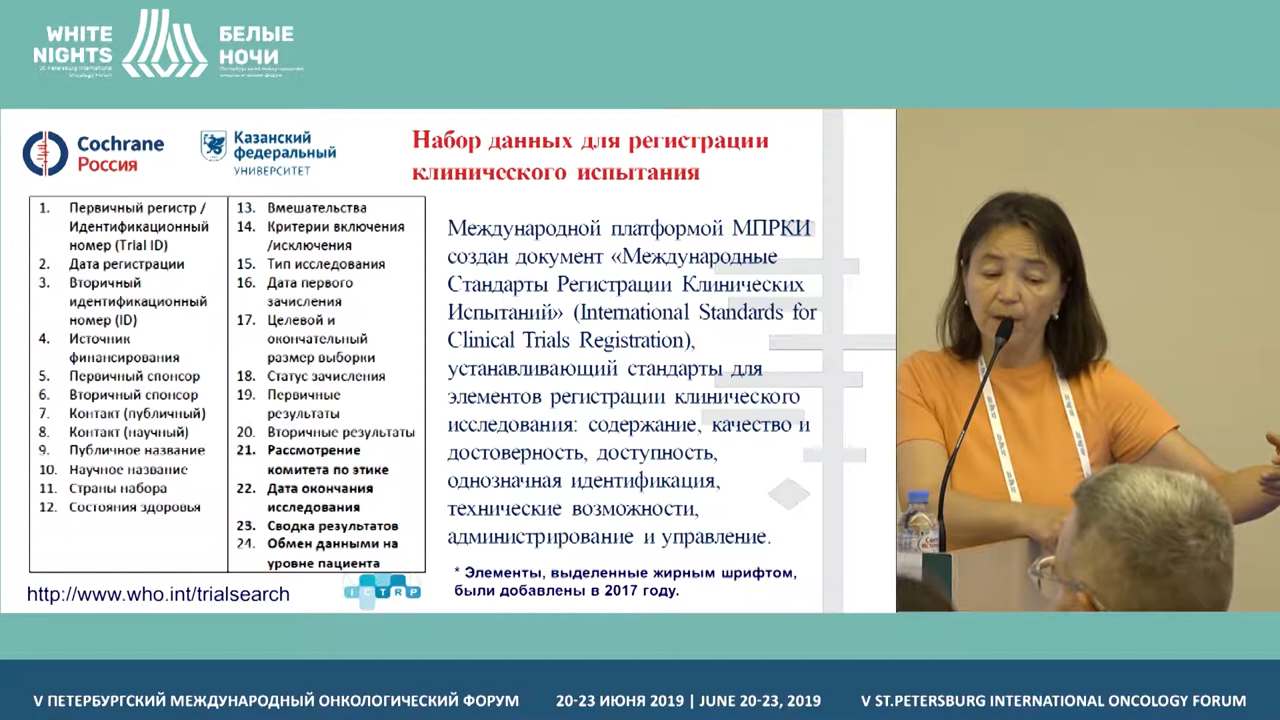 WHITE
NIGHTS
St. Petersburg International
Oncology Forum
БЕЛЫЕ
НОЧИ
Cochrane
Россия
Казанский
федеральный
УНИВЕРСИТЕТ
Набор данных для регистрации
клинического испытания
1. Первичный регистр /
Идентификационный
номер (Trial ID)
2. Дата регистрации
3. Вторичный
идентификационный
номер (ID)
4. Источник
финансирования
5. Первичный спонсор
6. Вторичный спонсор
7. Контакт (публичный)
8. Контакт (научный)
9. Публичное название
10. Научное название
11. Страны набора
12. Состояния здоровья
13. Вмешательства
14. Критерии включения
/исключения
15. Тип исследования
16. Дата первого
зачисления
17. Целевой и
окончательный
размер выборки
18. Статус зачисления
19. Первичные
результаты
20. Вторичные результаты
21. Рассмотрение
комитета по этике
22. Дата окончания
исследования
23. Сводка результатов
24. Обмен данными на
уровне пациента
Международной платформой МПРКИ
создан документ «Международные
Стандарты Регистрации Клинических
Испытаний» (International Standards for
Clinical Trials Registration),
устанавливающий стандарты для
элементов регистрации клинического
исследования: содержание, качество и
достоверность, доступность,
однозначная идентификация,
технические возможности,
администрирование и управление.
* Элементы, выделенные жирным шрифтом,
были добавлены в 2017 году.
http://www.who.int/trialsearch
ICTRP
V ПЕТЕРБУРГСКИЙ МЕЖДУНАРОДНЫЙ ОНКОЛОГИЧЕСКИЙ ФОРУМ
20-23 ИЮНЯ 2019 | JUNE 20-23, 2019
V ST.PETERSBURG INTERNATIONAL ONCOLOGY FORUM